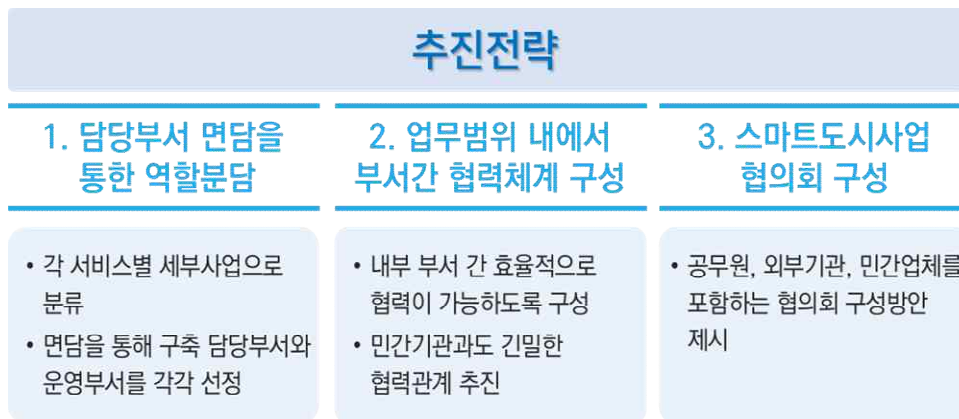 추진전략
1. 담당부서 면담을
통한 역할분담
2. 업무범위 내에서
부서간 협력체계 구성
3. 스마트도시사업
협의회 구성
• 각 서비스별 세부사업으로
분류
• 면담을 통해 구축 담당부서와
운영부서를 각각 선정
• 내부 부서 간 효율적으로
협력이 가능하도록 구성
• 민간기관과도 긴밀한
협력관계 추진
• 공무원, 외부기관, 민간업체를
포함하는 협의회 구성방안
제시